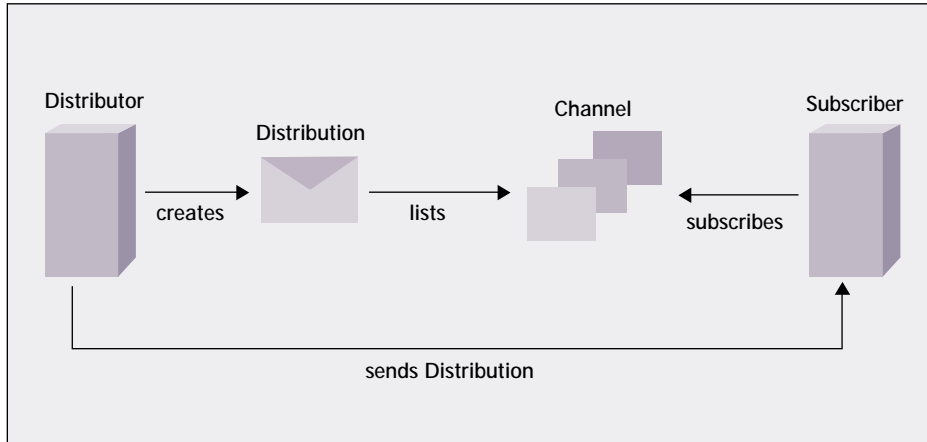 Distributor
Distribution
Channel
Subscriber
creates
lists
subscribes
sends Distribution